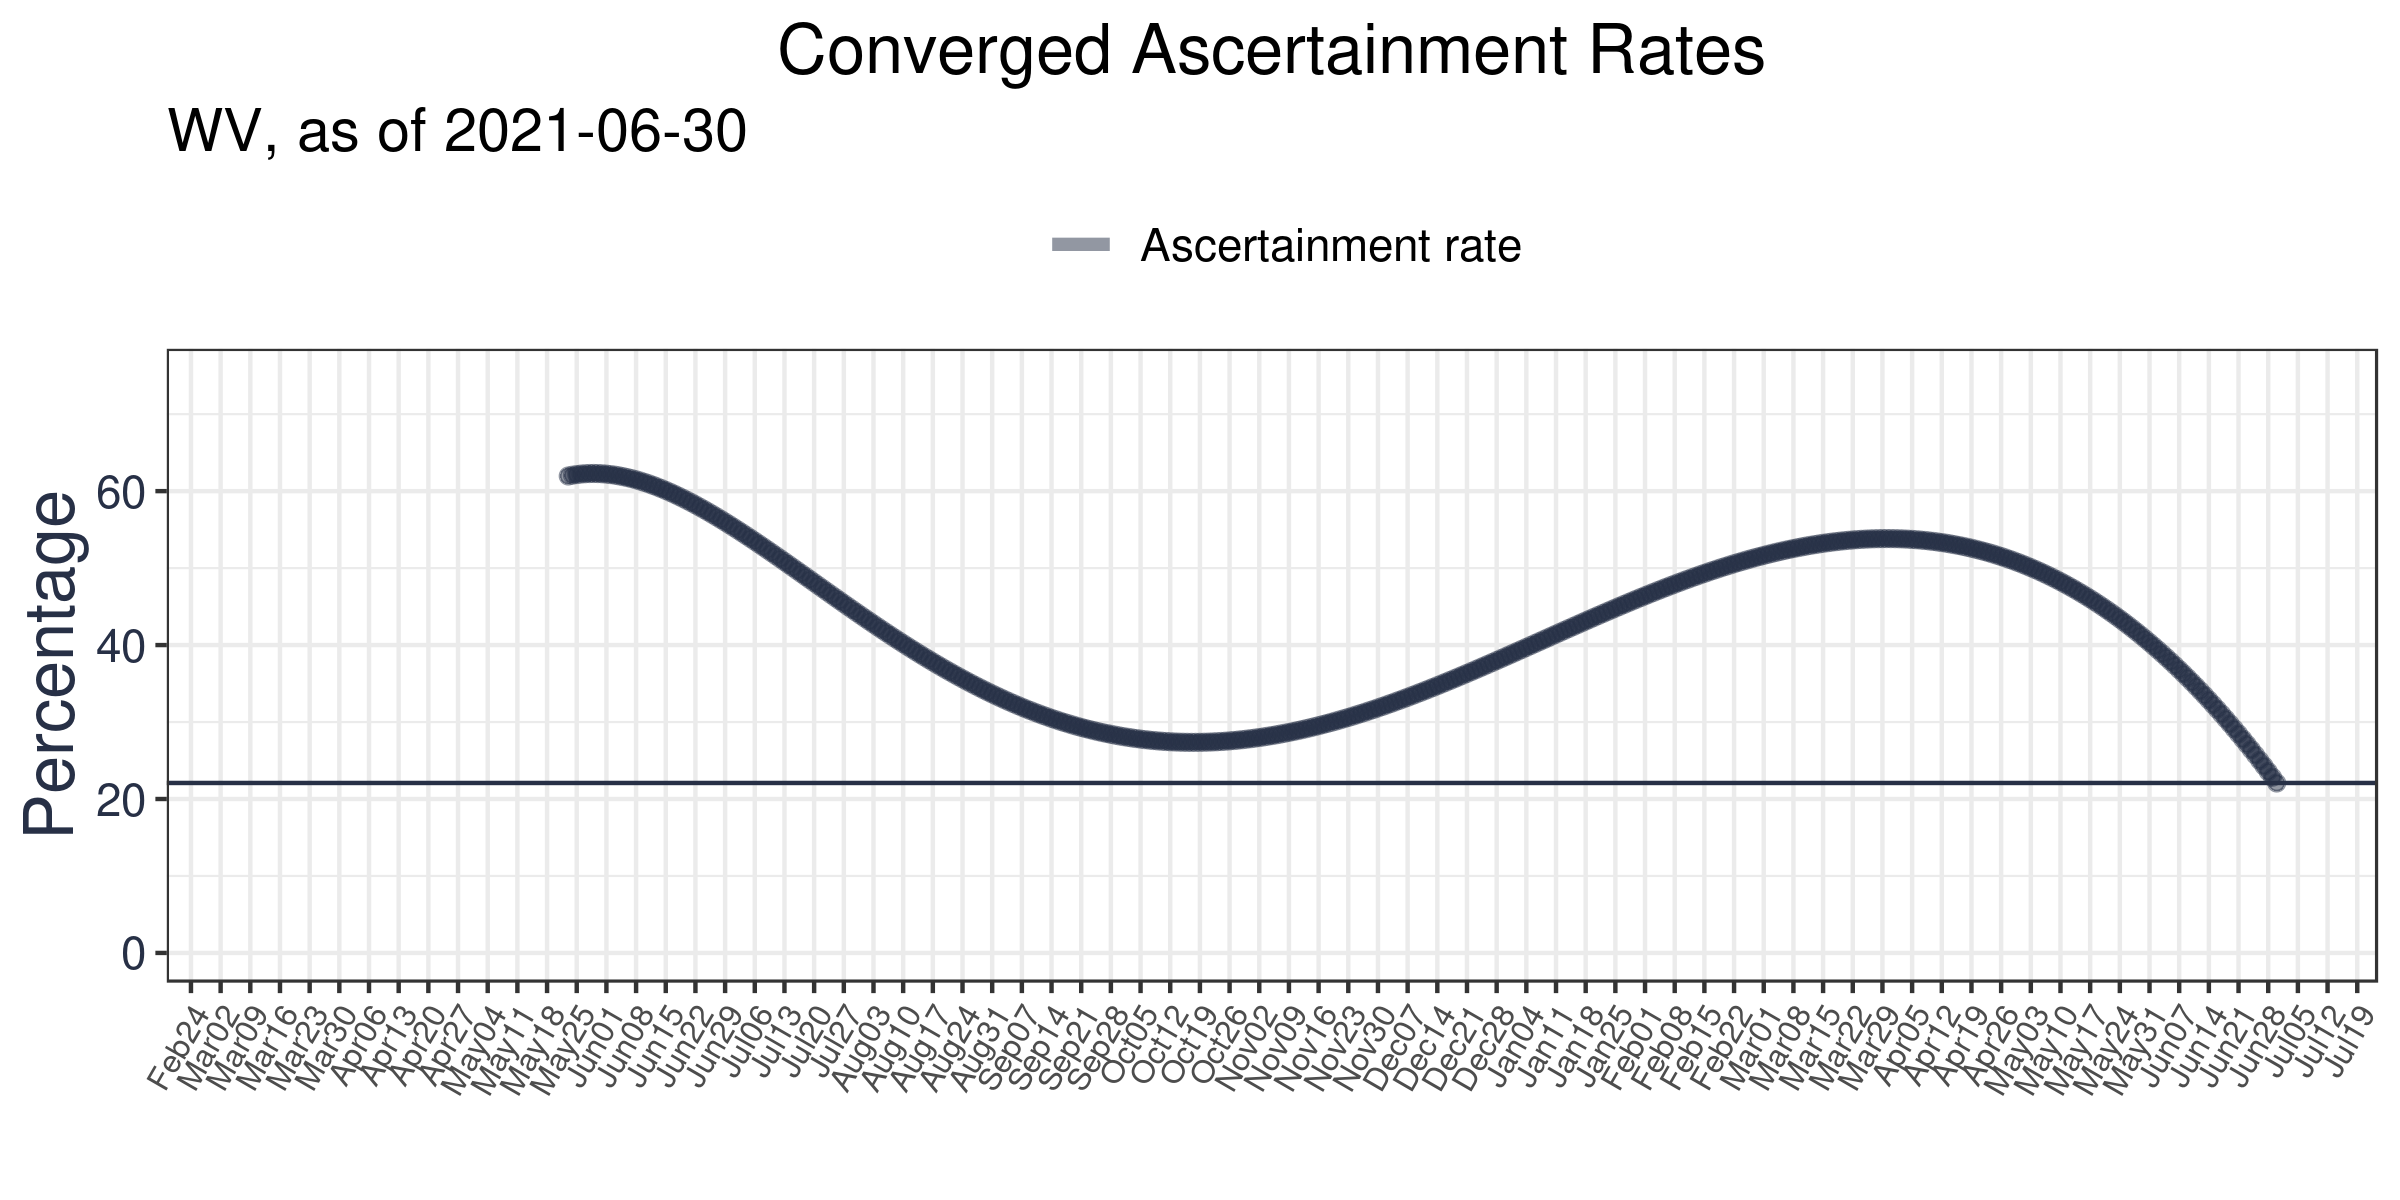 Converged Ascertainment Rates
WV, as of 2021-06-30
Ascertainment rate
Percentage
60
40
20
0
Feb24
Mar02
Mar09
Mar16
Mar23
Mar30
Apr06
Apr13
Apr20
Apr27
May04
May11
May18
May25
Jun01
Jun08
Jun15
Jun22
Jun29
Jul06
Jul13
Jul20
Jul27
Aug03
Aug10
Aug17
Aug24
Aug31
Sep07
Sep14
Sep21
Sep28
Oct05
Oct12
Oct19
Oct26
Nov02
Nov09
Nov16
Nov23
Nov30
Dec07
Dec14
Dec21
Dec28
Jan04
Jan11
Jan18
Jan25
Feb01
Feb08
Feb15
Feb22
Mar01
Mar08
Mar15
Mar22
Mar29
Apr05
Apr12
Apr19
Apr26
May03
May10
May17
May24
May31
Jun07
Jun14
Jun21
Jun28
Jul05
Jul12
Jul19